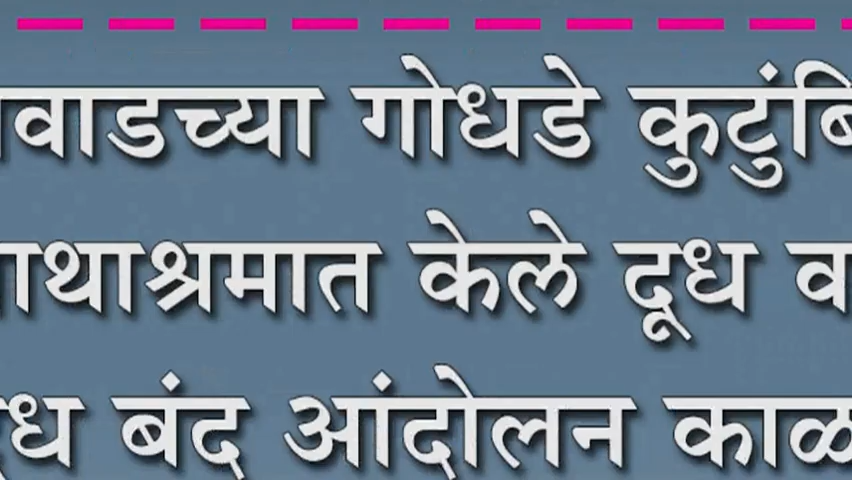 वाडच्या गोधडे कुटुंबि
ाथाश्रमात केले दूध व
ध बंद आंदोलन काळ